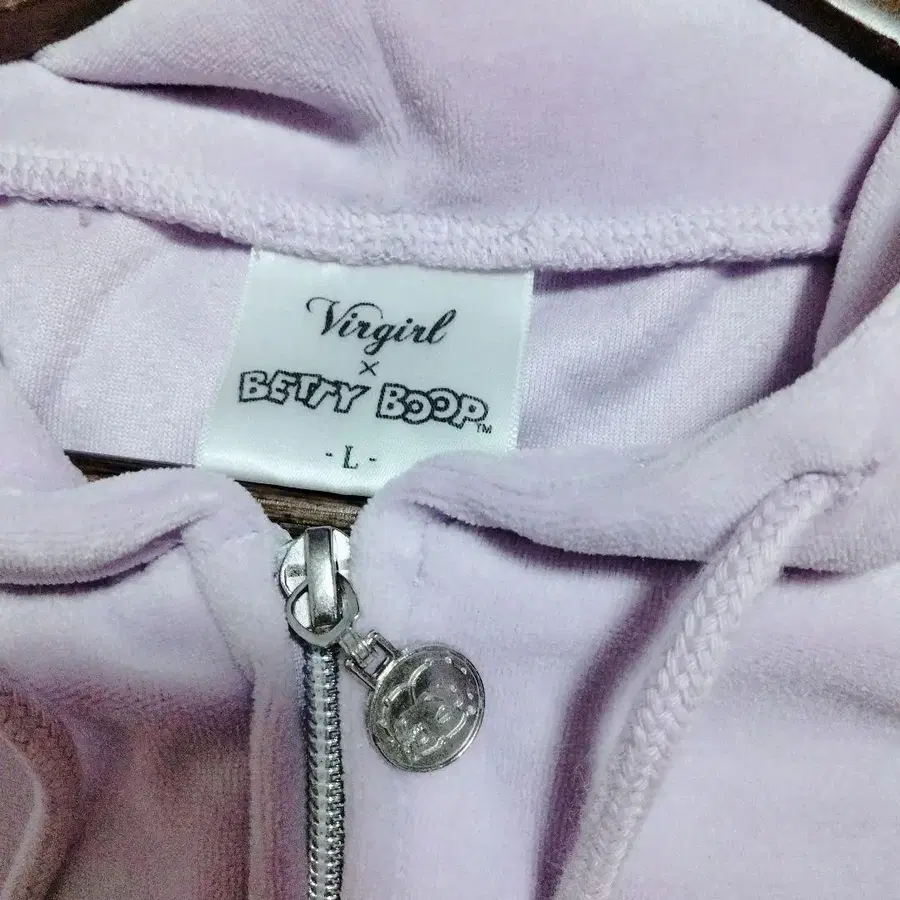 Virgirl
×
BETTY BOOP™
- L -